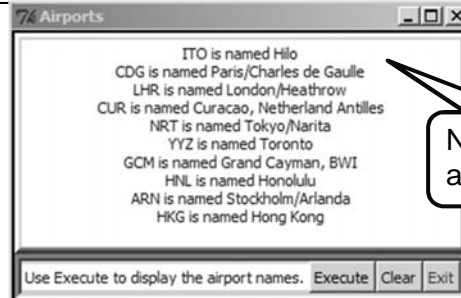 Airports
ITO is named Hilo
CDG is named Paris/Charles de Gaulle
LHR is named London/Heathrow
CUR is named Curacao, Netherland Antilles
NRT is named Tokyo/Narita
YYZ is named Toronto
GCM is named Grand Cayman, BWI
HNL is named Honolulu
ARN is named Stockholm/Arlanda
HKG is named Hong Kong
Use Execute to display the airport names. Execute Clear Exit